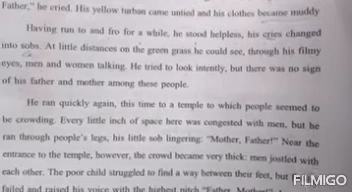 Father," he cried. His yellow turban came untied and his clothes became muddy
Having run to and fro for a while, he stood helpless, his cries changed
into sobs. At little distances on the green grass he could see, through his filmy
eyes, men and women talking. He tried to look intently, but there was no sign
of his father and mother among these people.
He ran quickly again, this time to a temple to which people seemed to
be crowding. Every little inch of space here was congested with men, but he
ran through people's legs, his little sob lingering: "Mother, Father!" Near the
entrance to the temple, however, the crowd became very thick: men jostled with
each other. The poor child struggled to find a way between their feet, but
failed and raised his voice with the highest pitch "Father, Mother!"
FILMIGO